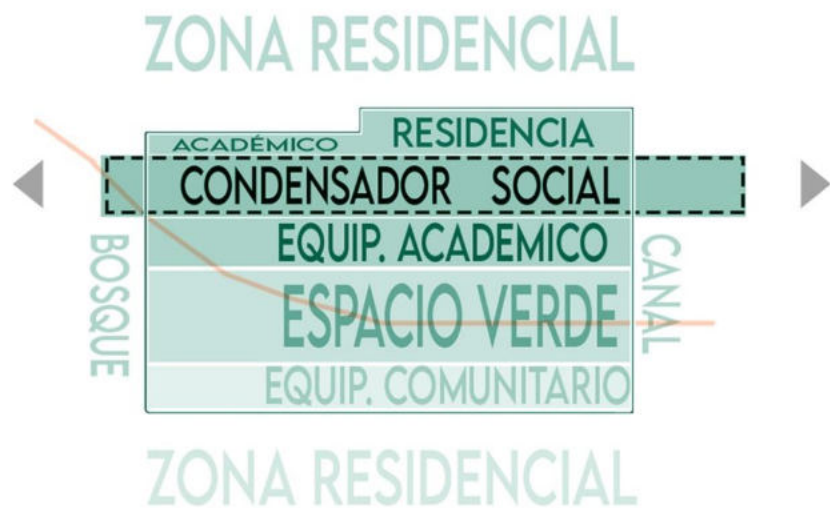 ZONA RESIDENCIAL
RESIDENCIA
ACADÉMICO
CONDENSADOR SOCIAL
EQUIP. ACADEMICO
BOSQUE
CANAL
ESPACIO VERDE
EQUIP. COMUNITARIO
ZONA RESIDENCIAL